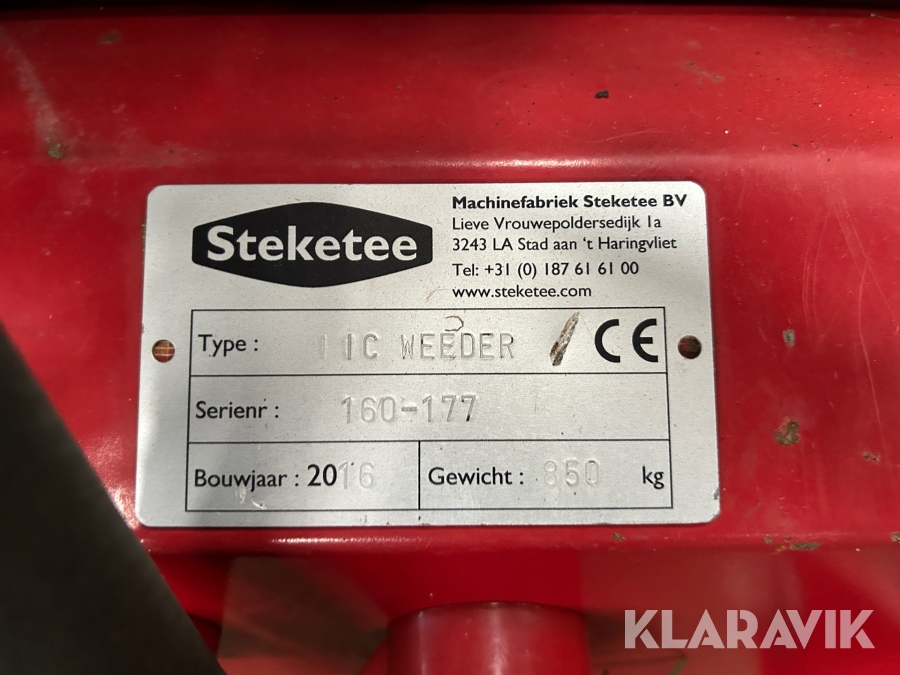 Steketee
Machinefabriek Steketee BV
Lieve Vrouwepoldersedijk 1a
3243 LA Stad aan 't Haringvliet
Tel: +31 (0) 187 61 61 00
www.steketee.com
Type : IIC WEEDER CE
Serienr : 160-177
Bouwjaar : 2016
Gewicht : 850 kg
KLARAVIK